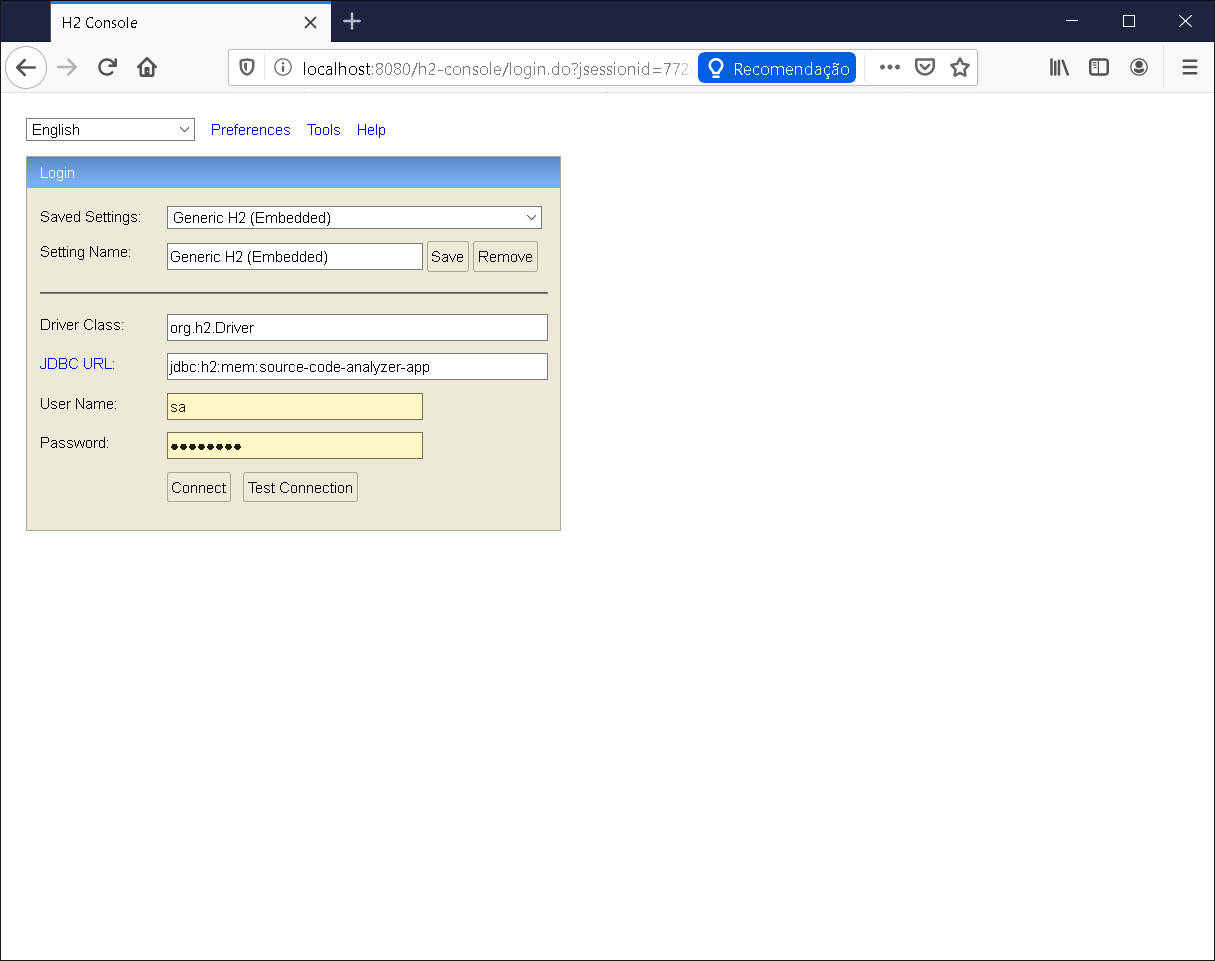 H2 Console
localhost:8080/h2-console/login.do?jsessionid=772 Recomendação
English Preferences Tools Help
Login
Saved Settings: Generic H2 (Embedded)
Setting Name: Generic H2 (Embedded) Save Remove
Driver Class: org.h2.Driver
JDBC URL: jdbc:h2:mem:source-code-analyzer-app
User Name: sa
Password: ●●●●●●●●
Connect Test Connection